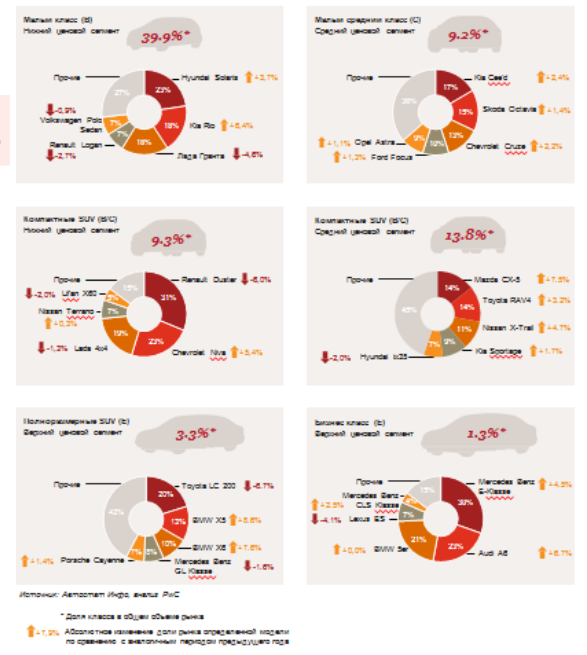 Малый класс (B)
Нижний ценовой сегмент
39.9%*
Прочие
Hyundai Solaris +2,7%
27%
23%
-0,9%
Volkswagen Polo
Sedan
7%
Kia Rio +6,4%
18%
Renault Logan
7%
-2,7%
18%
Лада Гранта -4,6%
Малый средний класс (C)
Средний ценовой сегмент
9.2%*
Прочие
Kia Cee'd +2,4%
17%
Skoda Octavia +1,4%
15%
+1,1% Opel Astra
9%
10%
13%
Chevrolet Cruze +2,2%
Ford Focus
Компактные SUV (B/C)
Нижний ценовой сегмент
9.3%*
Прочие
Renault Duster -6,0%
15%
31%
-2,0% Lifan X60
Nissan Terrano
7%
+0,2%
-1,2% Lada 4x4
19%
23%
Chevrolet Niva +5,4%
Компактные SUV (B/C)
Средний ценовой сегмент
13.8%*
Прочие
Mazda CX-5 +7,5%
14%
Toyota RAV4 +3,2%
14%
45%
Nissan X-Trail +4,7%
11%
Kia Sportage +1,7%
9%
7%
-2,0% Hyundai ix35
Полноразмерные SUV (E)
Верхний ценовой сегмент
3.3%*
Прочие
Toyota LC 200 -6,7%
20%
42%
13%
BMW X5 +5,6%
10%
BMW X6 +7,6%
+1,4% Porsche Cayenne
7%
8%
Mercedes Benz
GL Klasse -1,6%
Бизнес класс (E)
Верхний ценовой сегмент
1.3%*
Прочие
15%
Mercedes Benz
E-Klasse +4,5%
30%
Mercedes Benz
CLS Klasse
+2,5%
-4,1% Lexus ES
7%
+0,0% BMW 5er
21%
23%
Audi A6 +6,7%
Источник: Автостат Инфо, анализ PwC
* Доля класса в общем объеме рынка
Абсолютное изменение доли рынка определенной модели
по сравнению с аналогичным периодом предыдущего года